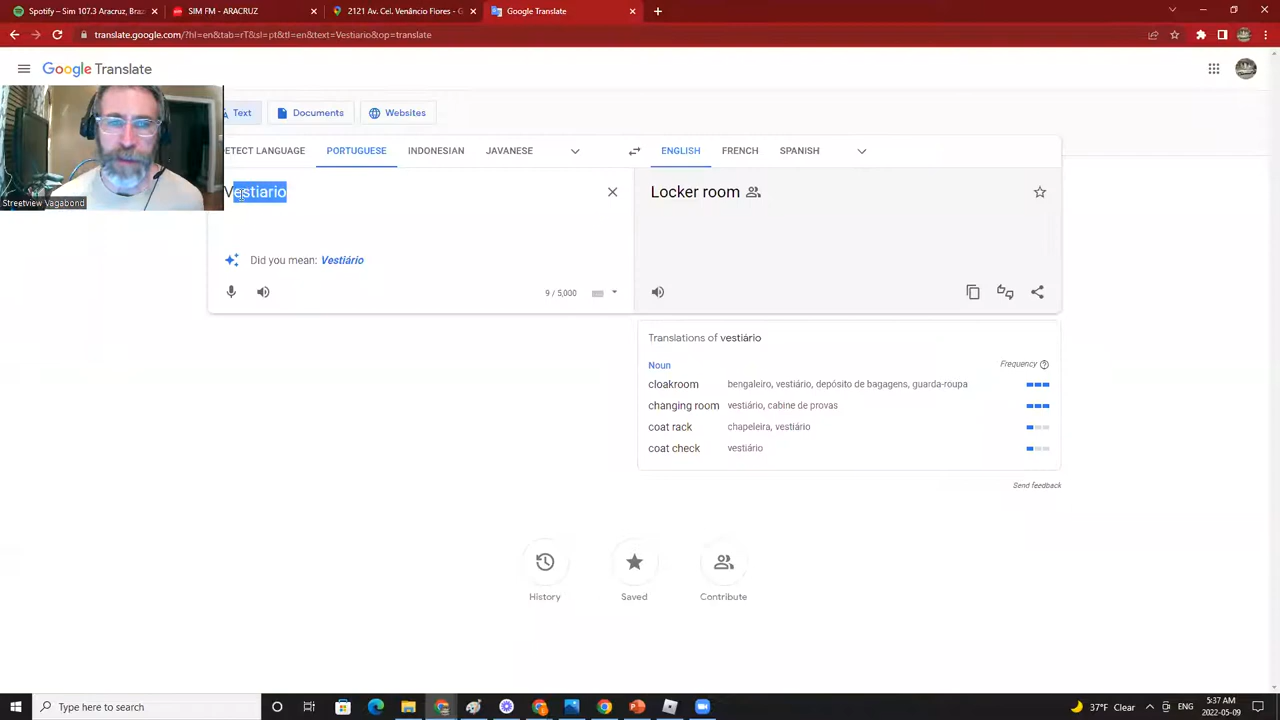 Spotify – Sim 107.3 Aracruz, Braz
SIM FM - ARACRUZ
2121 Av. Cel. Venâncio Flores - G
Google Translate
translate.google.com/?hl=en&tab=rT&sl=pt&tl=en&text=Vestiario&op=translate
Google Translate
Text
Documents
Websites
ETECT LANGUAGE
PORTUGUESE
INDONESIAN
JAVANESE
ENGLISH
FRENCH
SPANISH
Vestiario
Locker room
Streetview Vagabond
Did you mean: Vestiário
9 / 5,000
Translations of vestiário
Noun
Frequency
cloakroom bengaleiro, vestiário, depósito de bagagens, guarda-roupa
changing room vestiário, cabine de provas
coat rack chapeleira, vestiário
coat check vestiário
Send feedback
History
Saved
Contribute
Type here to search
37°F Clear
ENG
5:37 AM
2022-05-09